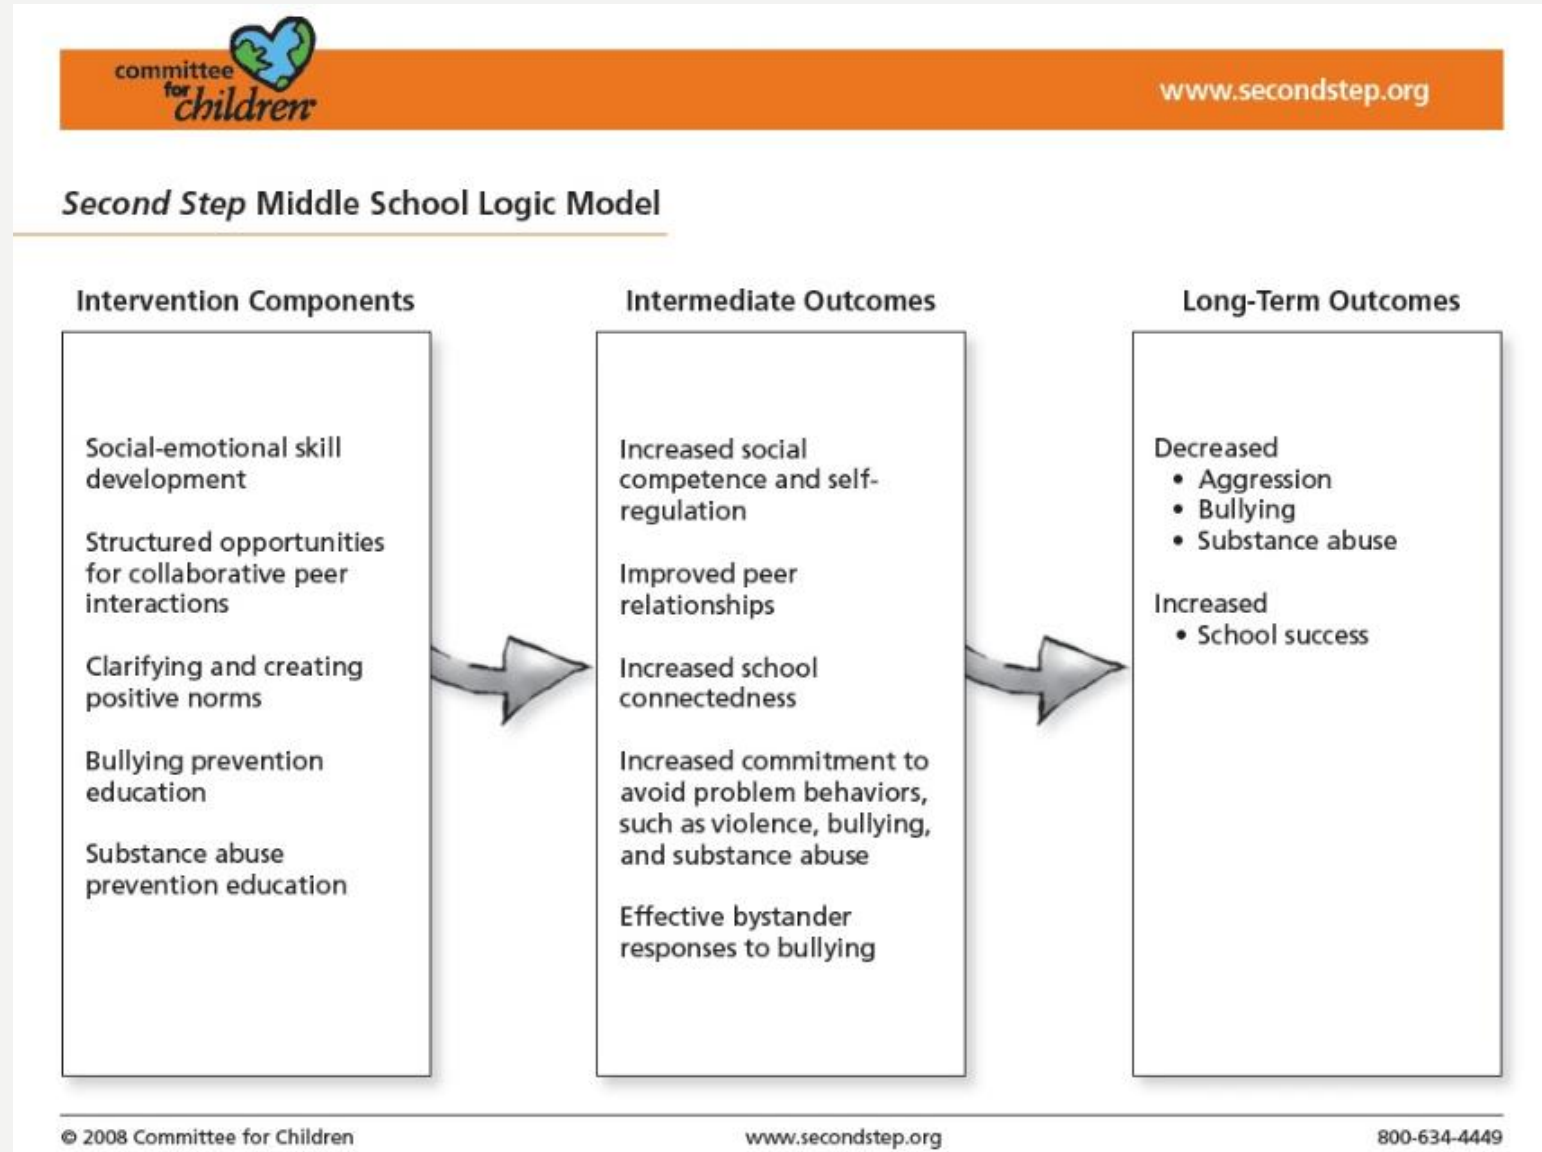 committee
for
children
www.secondstep.org
Second Step Middle School Logic Model
Intervention Components
Social-emotional skill
development
Structured opportunities
for collaborative peer
interactions
Clarifying and creating
positive norms
Bullying prevention
education
Substance abuse
prevention education
Intermediate Outcomes
Increased social
competence and self-
regulation
Improved peer
relationships
Increased school
connectedness
Increased commitment to
avoid problem behaviors,
such as violence, bullying,
and substance abuse
Effective bystander
responses to bullying
Long-Term Outcomes
Decreased
• Aggression
• Bullying
• Substance abuse
Increased
• School success
© 2008 Committee for Children
www.secondstep.org
800-634-4449